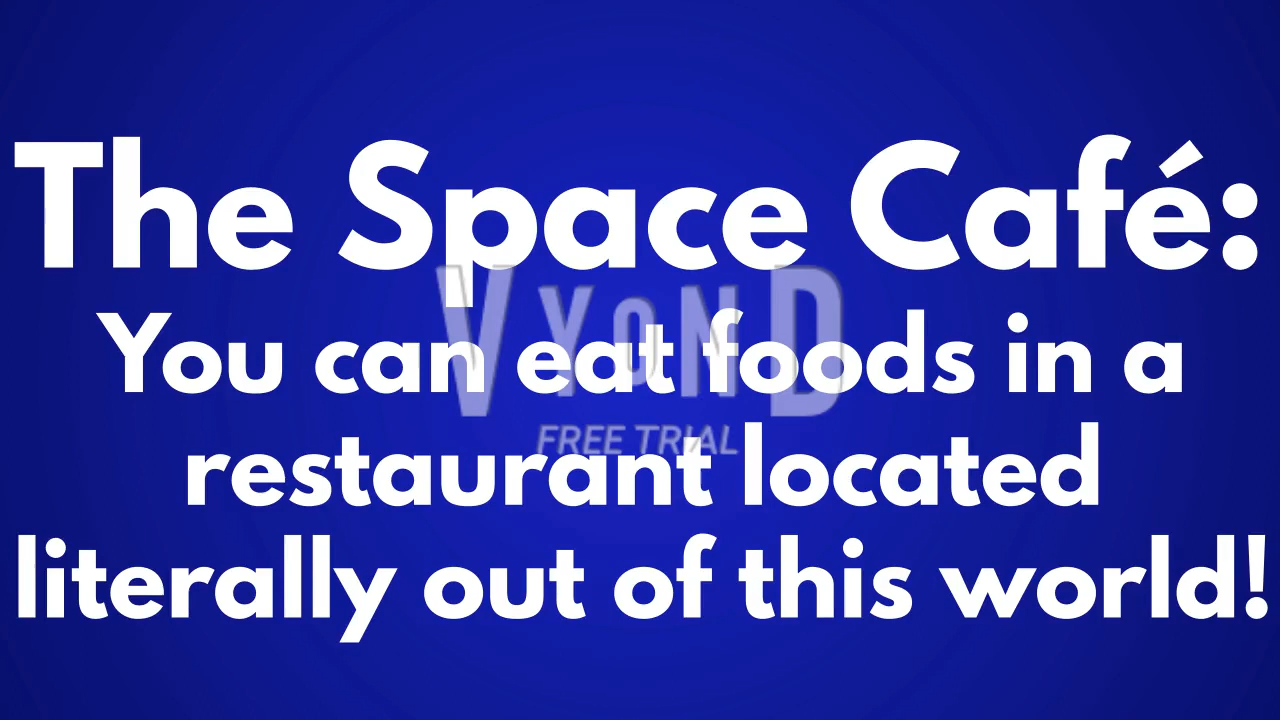 The Space Café:
You can eat foods in a
restaurant located
literally out of this world!
VYOND
FREE TRIAL